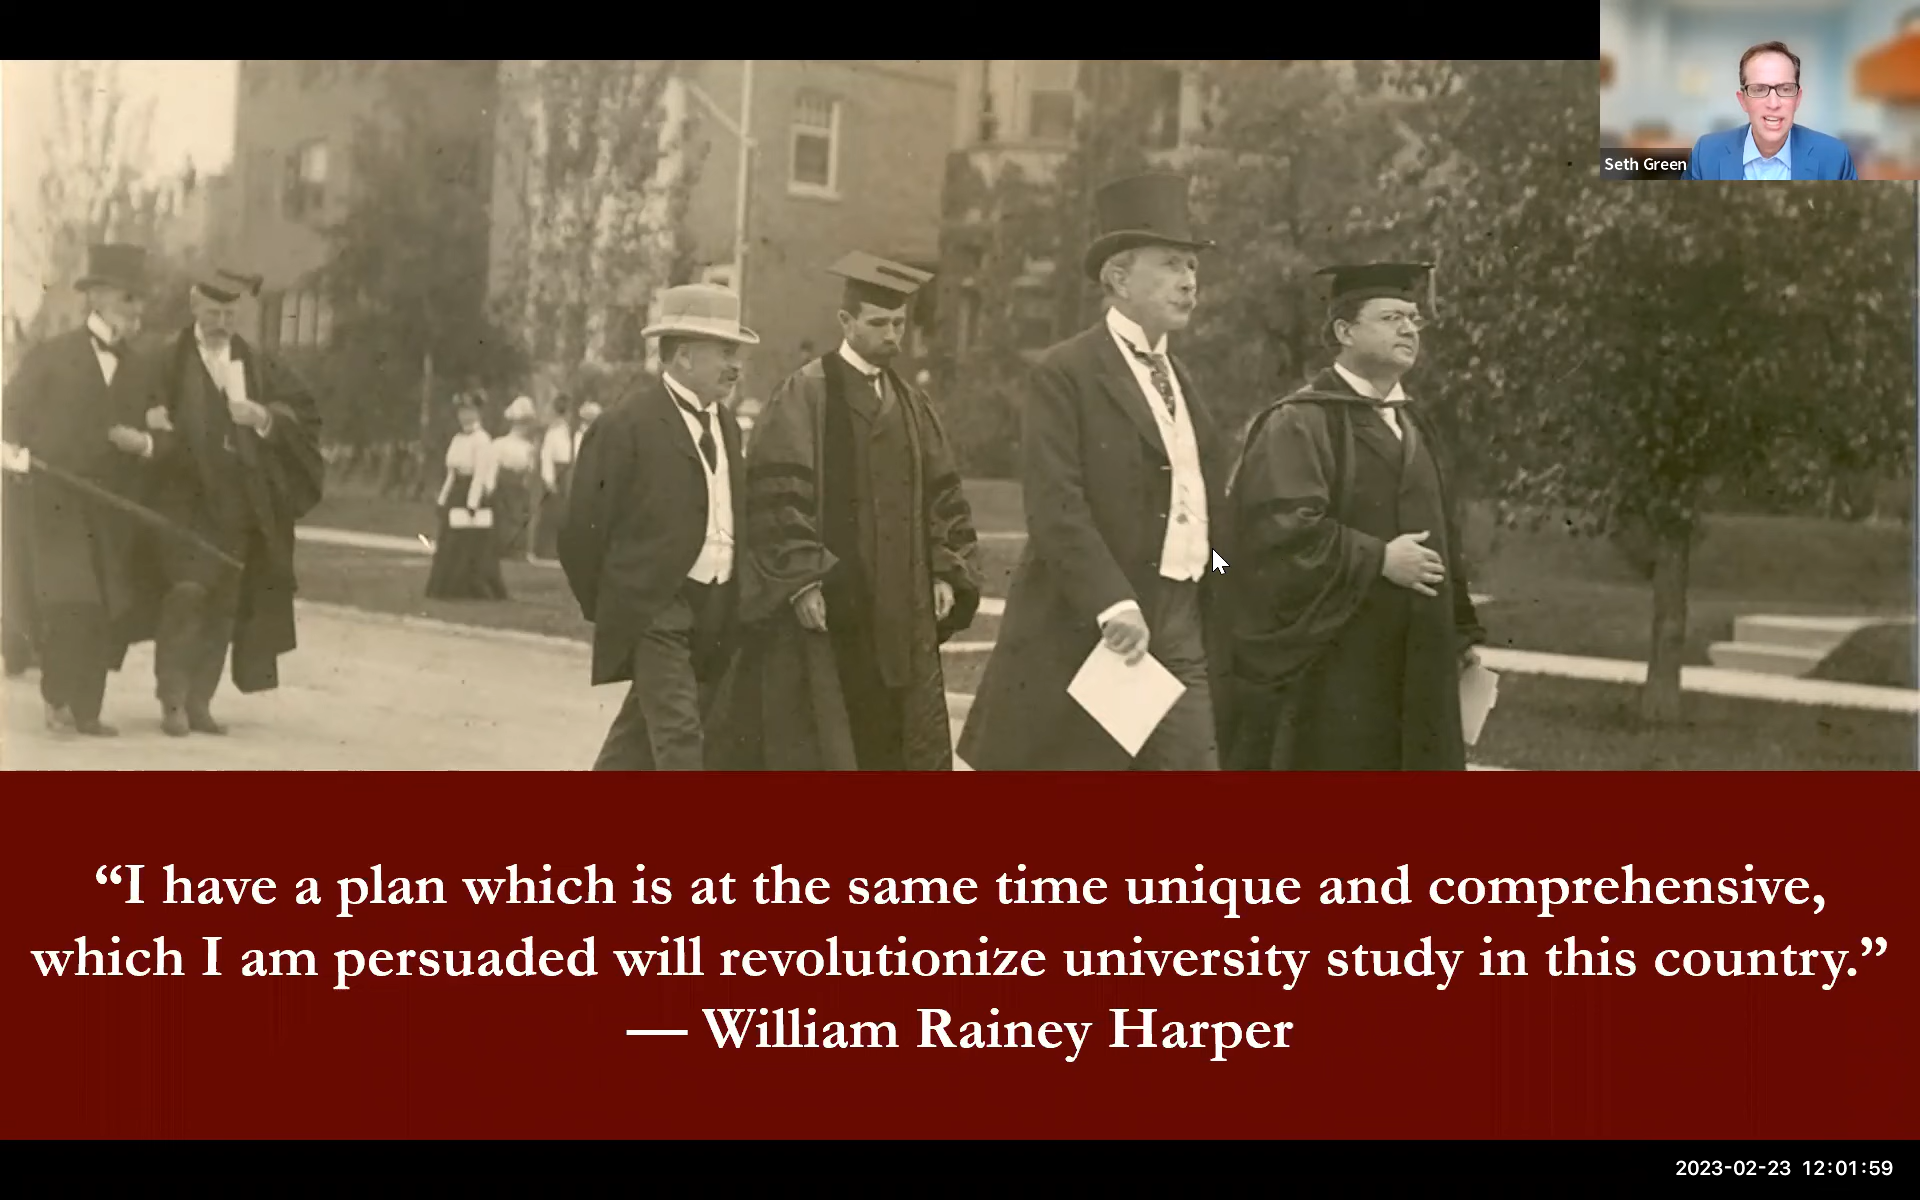 Seth Green
“I have a plan which is at the same time unique and comprehensive,
which I am persuaded will revolutionize university study in this country.”
— William Rainey Harper
2023-02-23 12:01:59